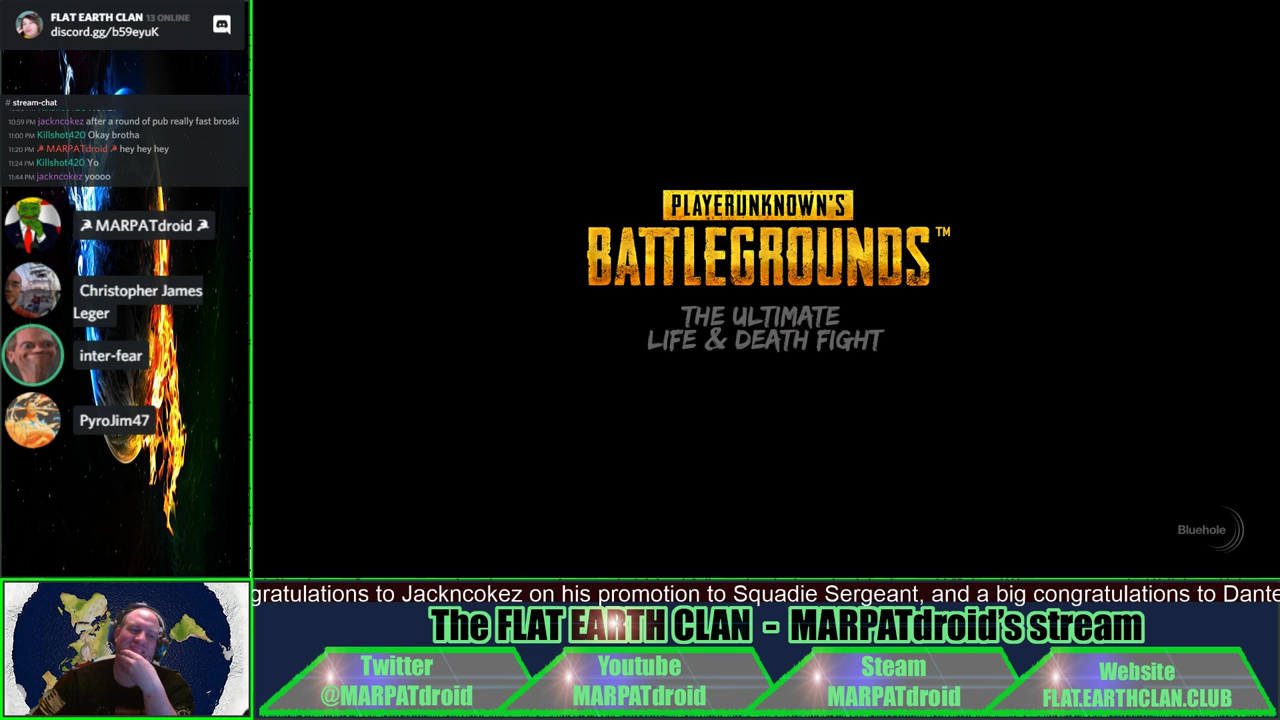 FLAT EARTH CLAN 13 ONLINE
discord.gg/b59eyuK
# stream-chat
10:59 PM jackncokez after a round of pub really fast broski
11:00 PM Killshot420 Okay brotha
11:20 PM ☭ MARPATdroid ☭ hey hey hey
11:24 PM Killshot420 Yo
11:44 PM jackncokez yoooo
☭ MARPATdroid ☭
Christopher James
Leger
inter-fear
PyroJim47
PLAYERUNKNOWN'S
BATTLEGROUNDS™
THE ULTIMATE
LIFE & DEATH FIGHT
Bluehole
gratulations to Jackncokez on his promotion to Squadie Sergeant, and a big congratulations to Dante
The FLAT EARTH CLAN - MARPATdroid's stream
Twitter
@MARPATdroid
Youtube
MARPATdroid
Steam
MARPATdroid
Website
FLAT.EARTHCLAN.CLUB